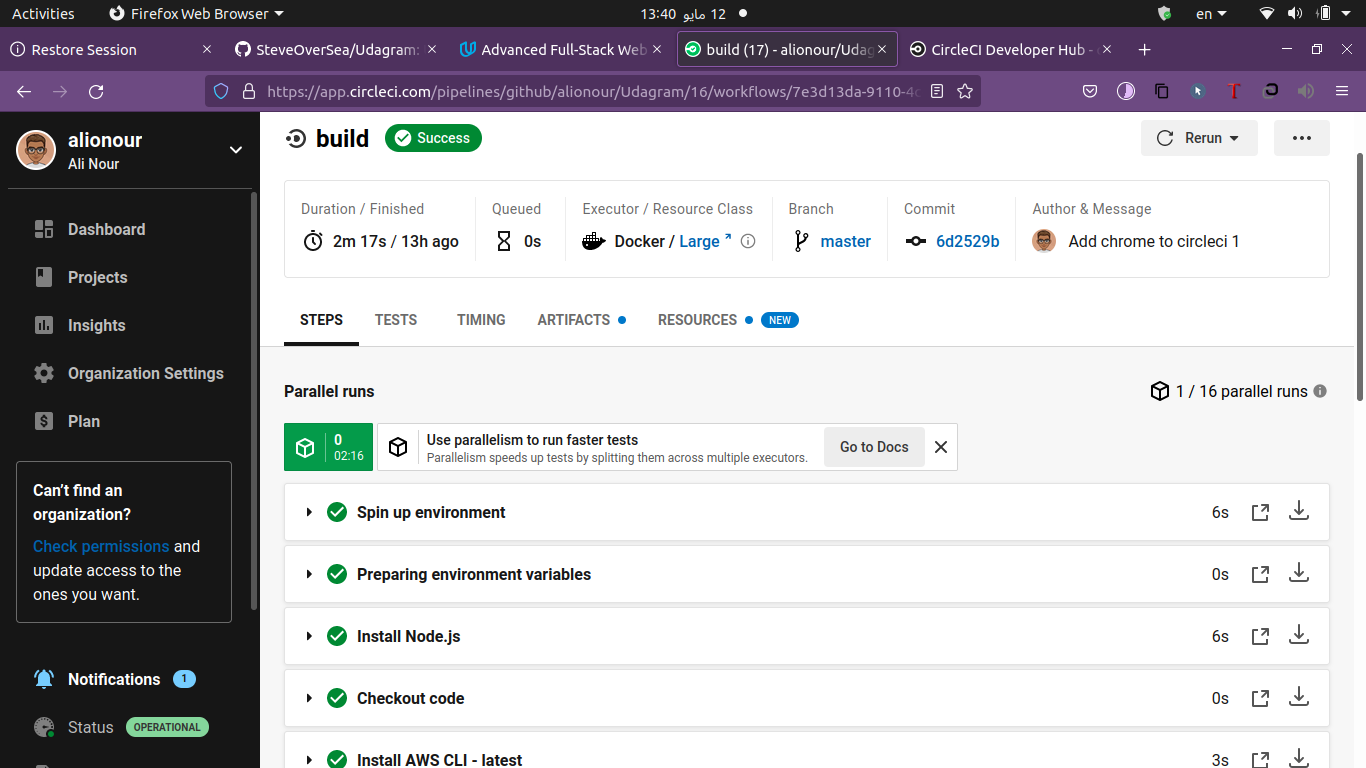 Activities
Firefox Web Browser
13:40 12 مايو
en
Restore Session
SteveOverSea/Udagram:
Advanced Full-Stack Web
build (17) - alionour/Udag
CircleCI Developer Hub -
https://app.circleci.com/pipelines/github/alionour/Udagram/16/workflows/7e3d13da-9110-4
alionour
Ali Nour
Dashboard
Projects
Insights
Organization Settings
Plan
Can't find an
organization?
Check permissions and
update access to the
ones you want.
Notifications 1
Status OPERATIONAL
build Success
Rerun
Duration / Finished
2m 17s / 13h ago
Queued
0s
Executor / Resource Class
Docker / Large
Branch
master
Commit
6d2529b
Author & Message
Add chrome to circleci 1
STEPS TESTS TIMING ARTIFACTS RESOURCES NEW
Parallel runs
1 / 16 parallel runs
0
02:16
Use parallelism to run faster tests
Parallelism speeds up tests by splitting them across multiple executors.
Go to Docs
Spin up environment 6s
Preparing environment variables 0s
Install Node.js 6s
Checkout code 0s
Install AWS CLI - latest 3s